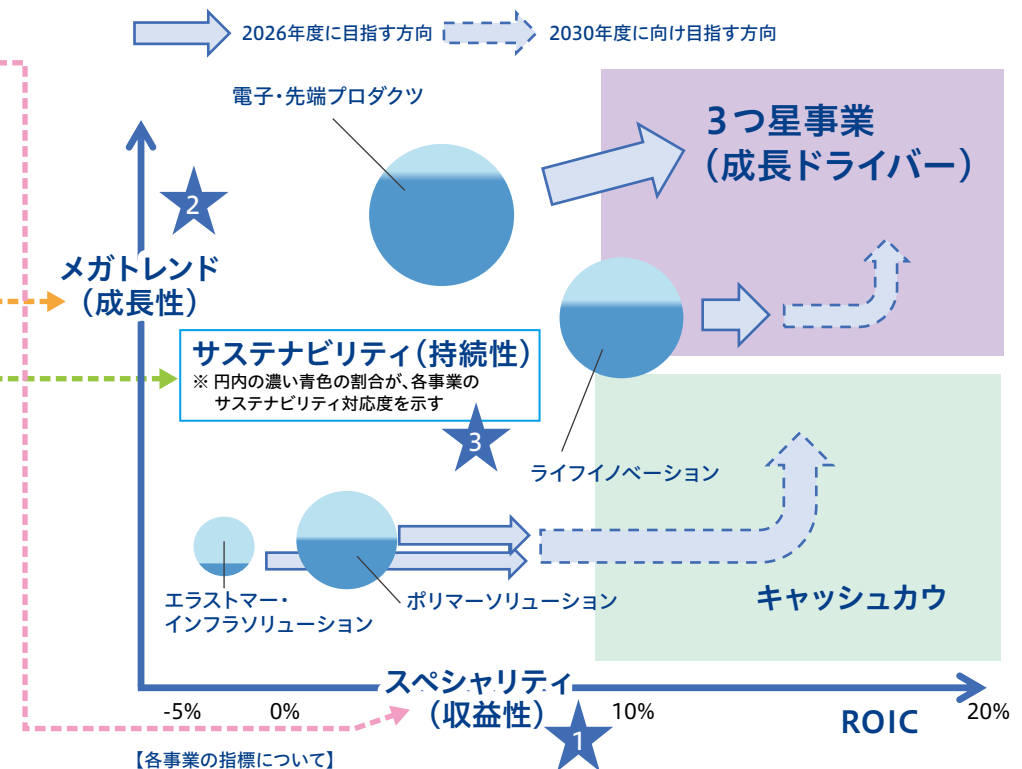 2026年度に目指す方向
2030年度に向け目指す方向
電子・先端プロダクツ
3つ星事業
（成長ドライバー）
2
メガトレンド
（成長性）
サステナビリティ（持続性）
※ 円内の濃い青色の割合が、各事業の
サステナビリティ対応度を示す
3
ライフイノベーション
エラストマー・
インフラソリューション
ポリマーソリューション
キャッシュカウ
スペシャリティ
（収益性）
-5%
0%
10%
20%
ROIC
1
【各事業の指標について】